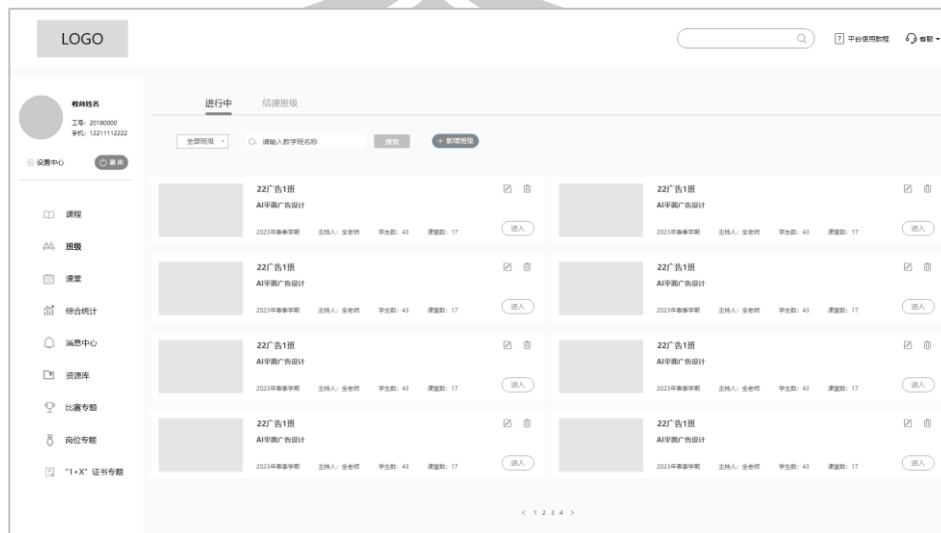 LOGO
平台使用教程
客服
教师姓名
工号：20180000
手机：12211112222
设置中心
退出
课程
班级
课堂
综合统计
消息中心
资源库
比赛专题
岗位专题
"1+X" 证书专题
进行中 结课班级
全部班级 请输入教学班名称 搜索 + 新增班级
22广告1班
AI平面广告设计
2023年春季学期 主持人：全老师 学生数：43 课堂数：17 进入
22广告1班
AI平面广告设计
2023年春季学期 主持人：全老师 学生数：43 课堂数：17 进入
22广告1班
AI平面广告设计
2023年春季学期 主持人：全老师 学生数：43 课堂数：17 进入
22广告1班
AI平面广告设计
2023年春季学期 主持人：全老师 学生数：43 课堂数：17 进入
22广告1班
AI平面广告设计
2023年春季学期 主持人：全老师 学生数：43 课堂数：17 进入
22广告1班
AI平面广告设计
2023年春季学期 主持人：全老师 学生数：43 课堂数：17 进入
22广告1班
AI平面广告设计
2023年春季学期 主持人：全老师 学生数：43 课堂数：17 进入
22广告1班
AI平面广告设计
2023年春季学期 主持人：全老师 学生数：43 课堂数：17 进入
< 1 2 3 4 >